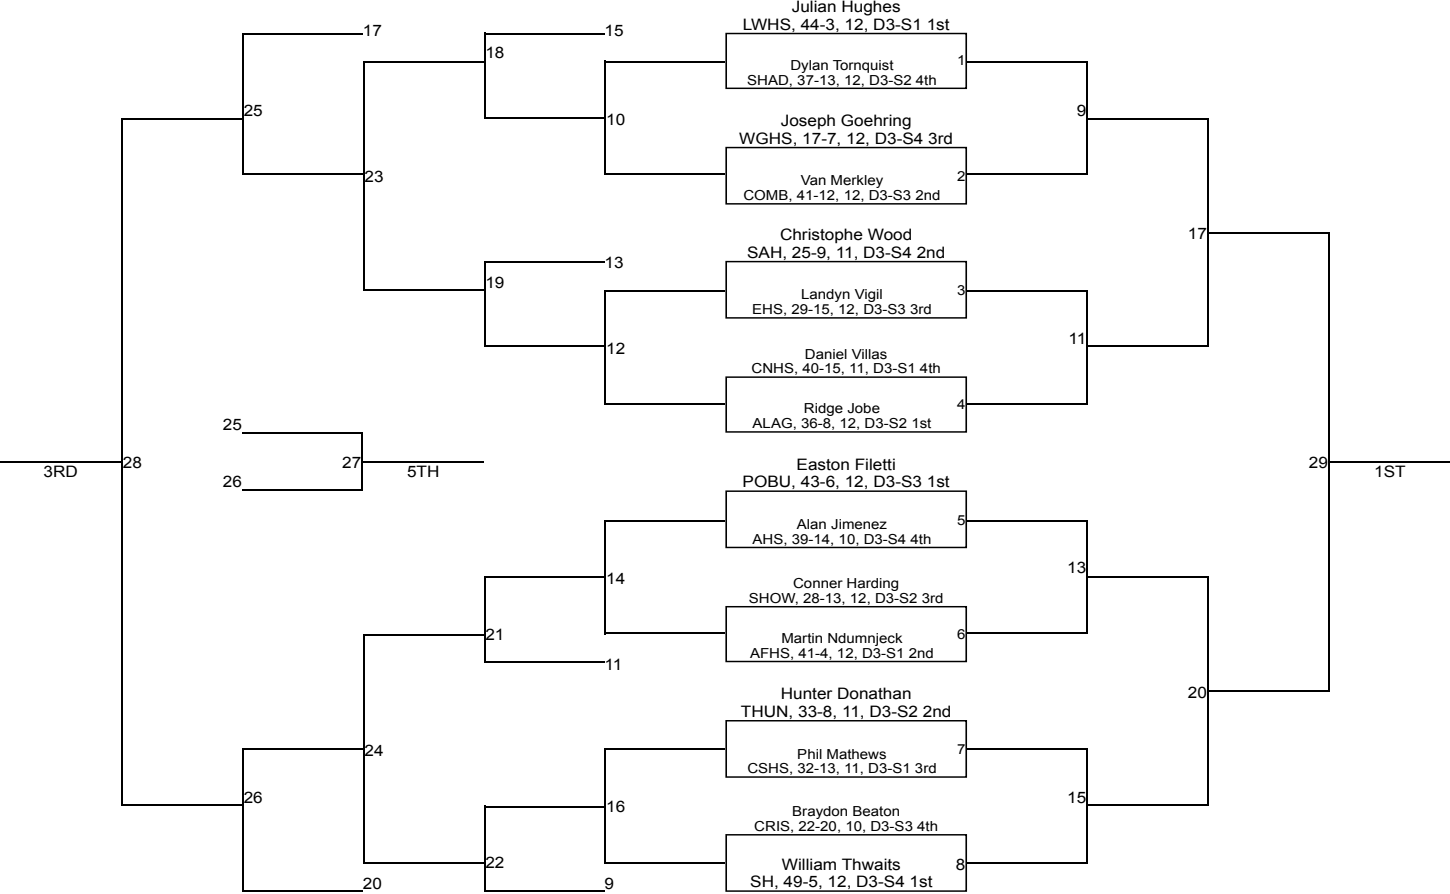 Julian Hughes
LWHS, 44-3, 12, D3-S1 1st
17
15
18
Dylan Tornquist
SHAD, 37-13, 12, D3-S2 4th
1
25
10
9
Joseph Goehring
WGHS, 17-7, 12, D3-S4 3rd
23
Van Merkley
COMB, 41-12, 12, D3-S3 2nd
2
Christophe Wood
SAH, 25-9, 11, D3-S4 2nd
17
13
19
Landyn Vigil
EHS, 29-15, 12, D3-S3 3rd
3
12
11
Daniel Villas
CNHS, 40-15, 11, D3-S1 4th
Ridge Jobe
ALAG, 36-8, 12, D3-S2 1st
4
25
3RD
28
27
5TH
26
Easton Filetti
POBU, 43-6, 12, D3-S3 1st
29
1ST
Alan Jimenez
AHS, 39-14, 10, D3-S4 4th
5
14
13
Conner Harding
SHOW, 28-13, 12, D3-S2 3rd
21
Martin Ndumnjeck
AFHS, 41-4, 12, D3-S1 2nd
6
11
Hunter Donathan
THUN, 33-8, 11, D3-S2 2nd
20
24
Phil Mathews
CSHS, 32-13, 11, D3-S1 3rd
7
26
16
15
Braydon Beaton
CRIS, 22-20, 10, D3-S3 4th
22
William Thwaits
SH, 49-5, 12, D3-S4 1st
8
20
9